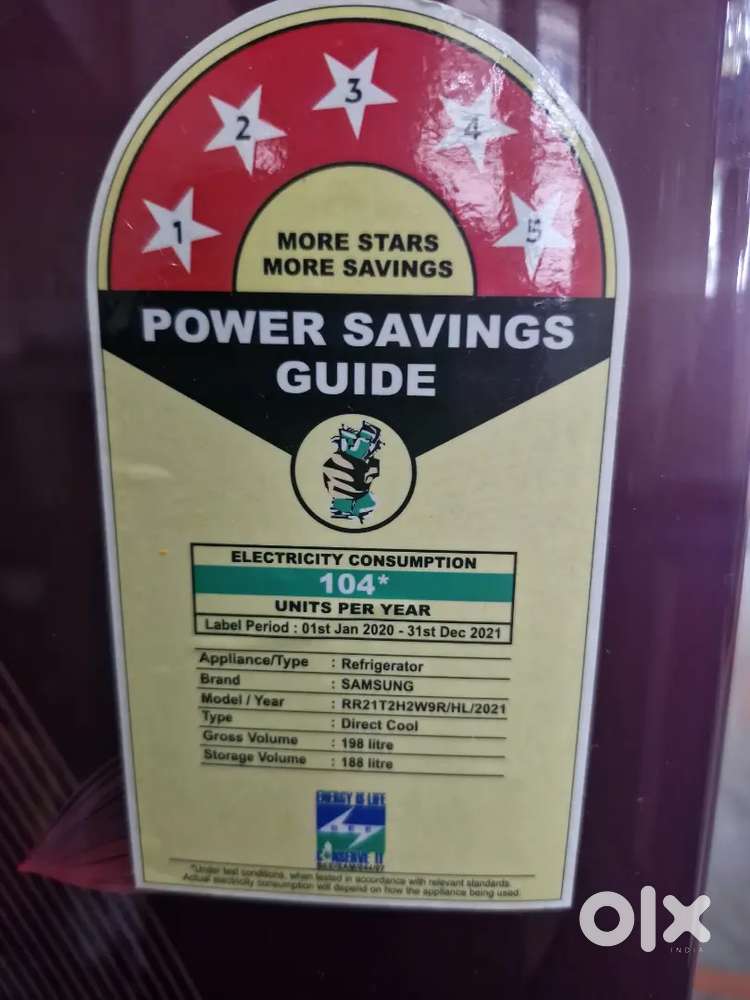 1 2 3 4 5
MORE STARS
MORE SAVINGS
POWER SAVINGS
GUIDE
ELECTRICITY CONSUMPTION
104*
UNITS PER YEAR
Label Period : 01st Jan 2020 - 31st Dec 2021
Appliance/Type : Refrigerator
Brand : SAMSUNG
Model / Year : RR21T2H2W9R/HL/2021
Type : Direct Cool
Gross Volume : 198 litre
Storage Volume : 188 litre
ENERGY IS LIFE
BEE
CONSERVE IT
*Under test conditions, when tested in accordance with relevant standards.
Actual electricity consumption will depend on how the appliance being used.
olx
INDIA